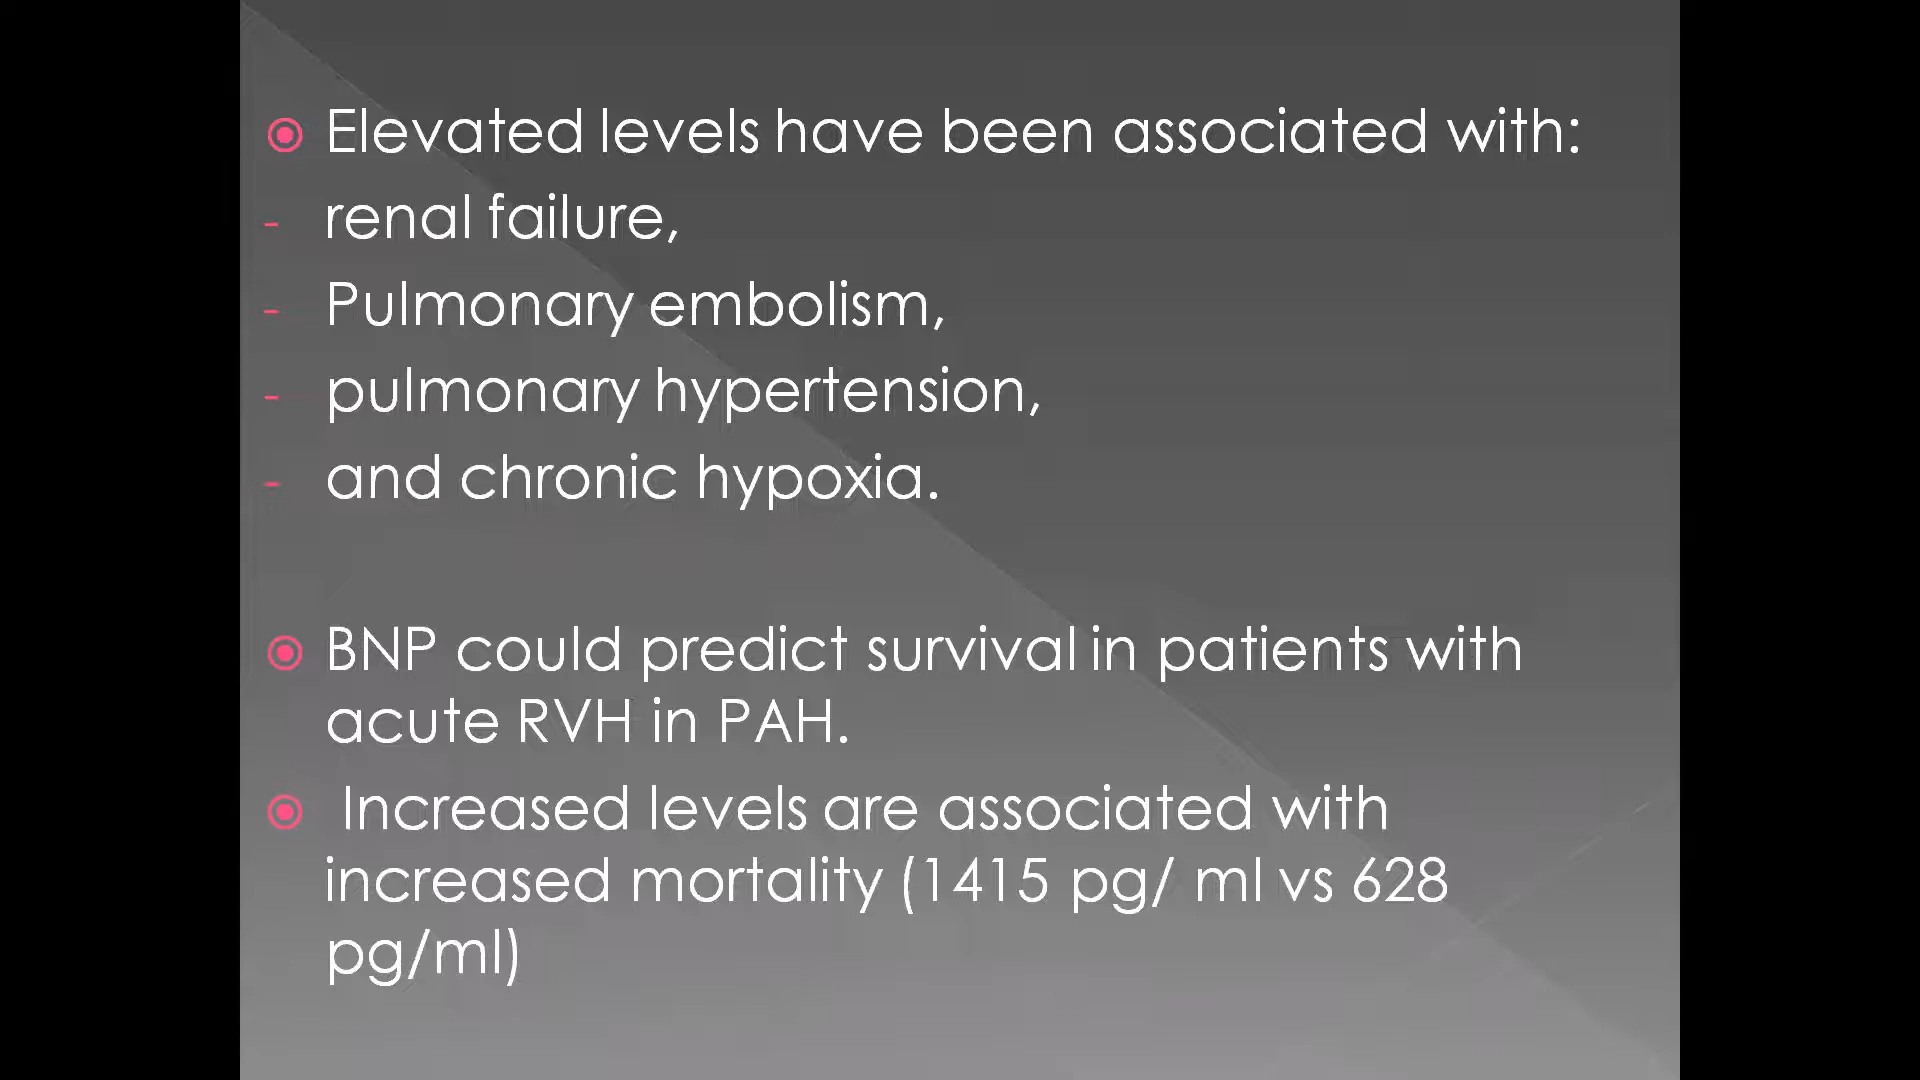 Elevated levels have been associated with:
- renal failure,
- Pulmonary embolism,
- pulmonary hypertension,
- and chronic hypoxia.
BNP could predict survival in patients with
acute RVH in PAH.
Increased levels are associated with
increased mortality (1415 pg/ ml vs 628
pg/ml)